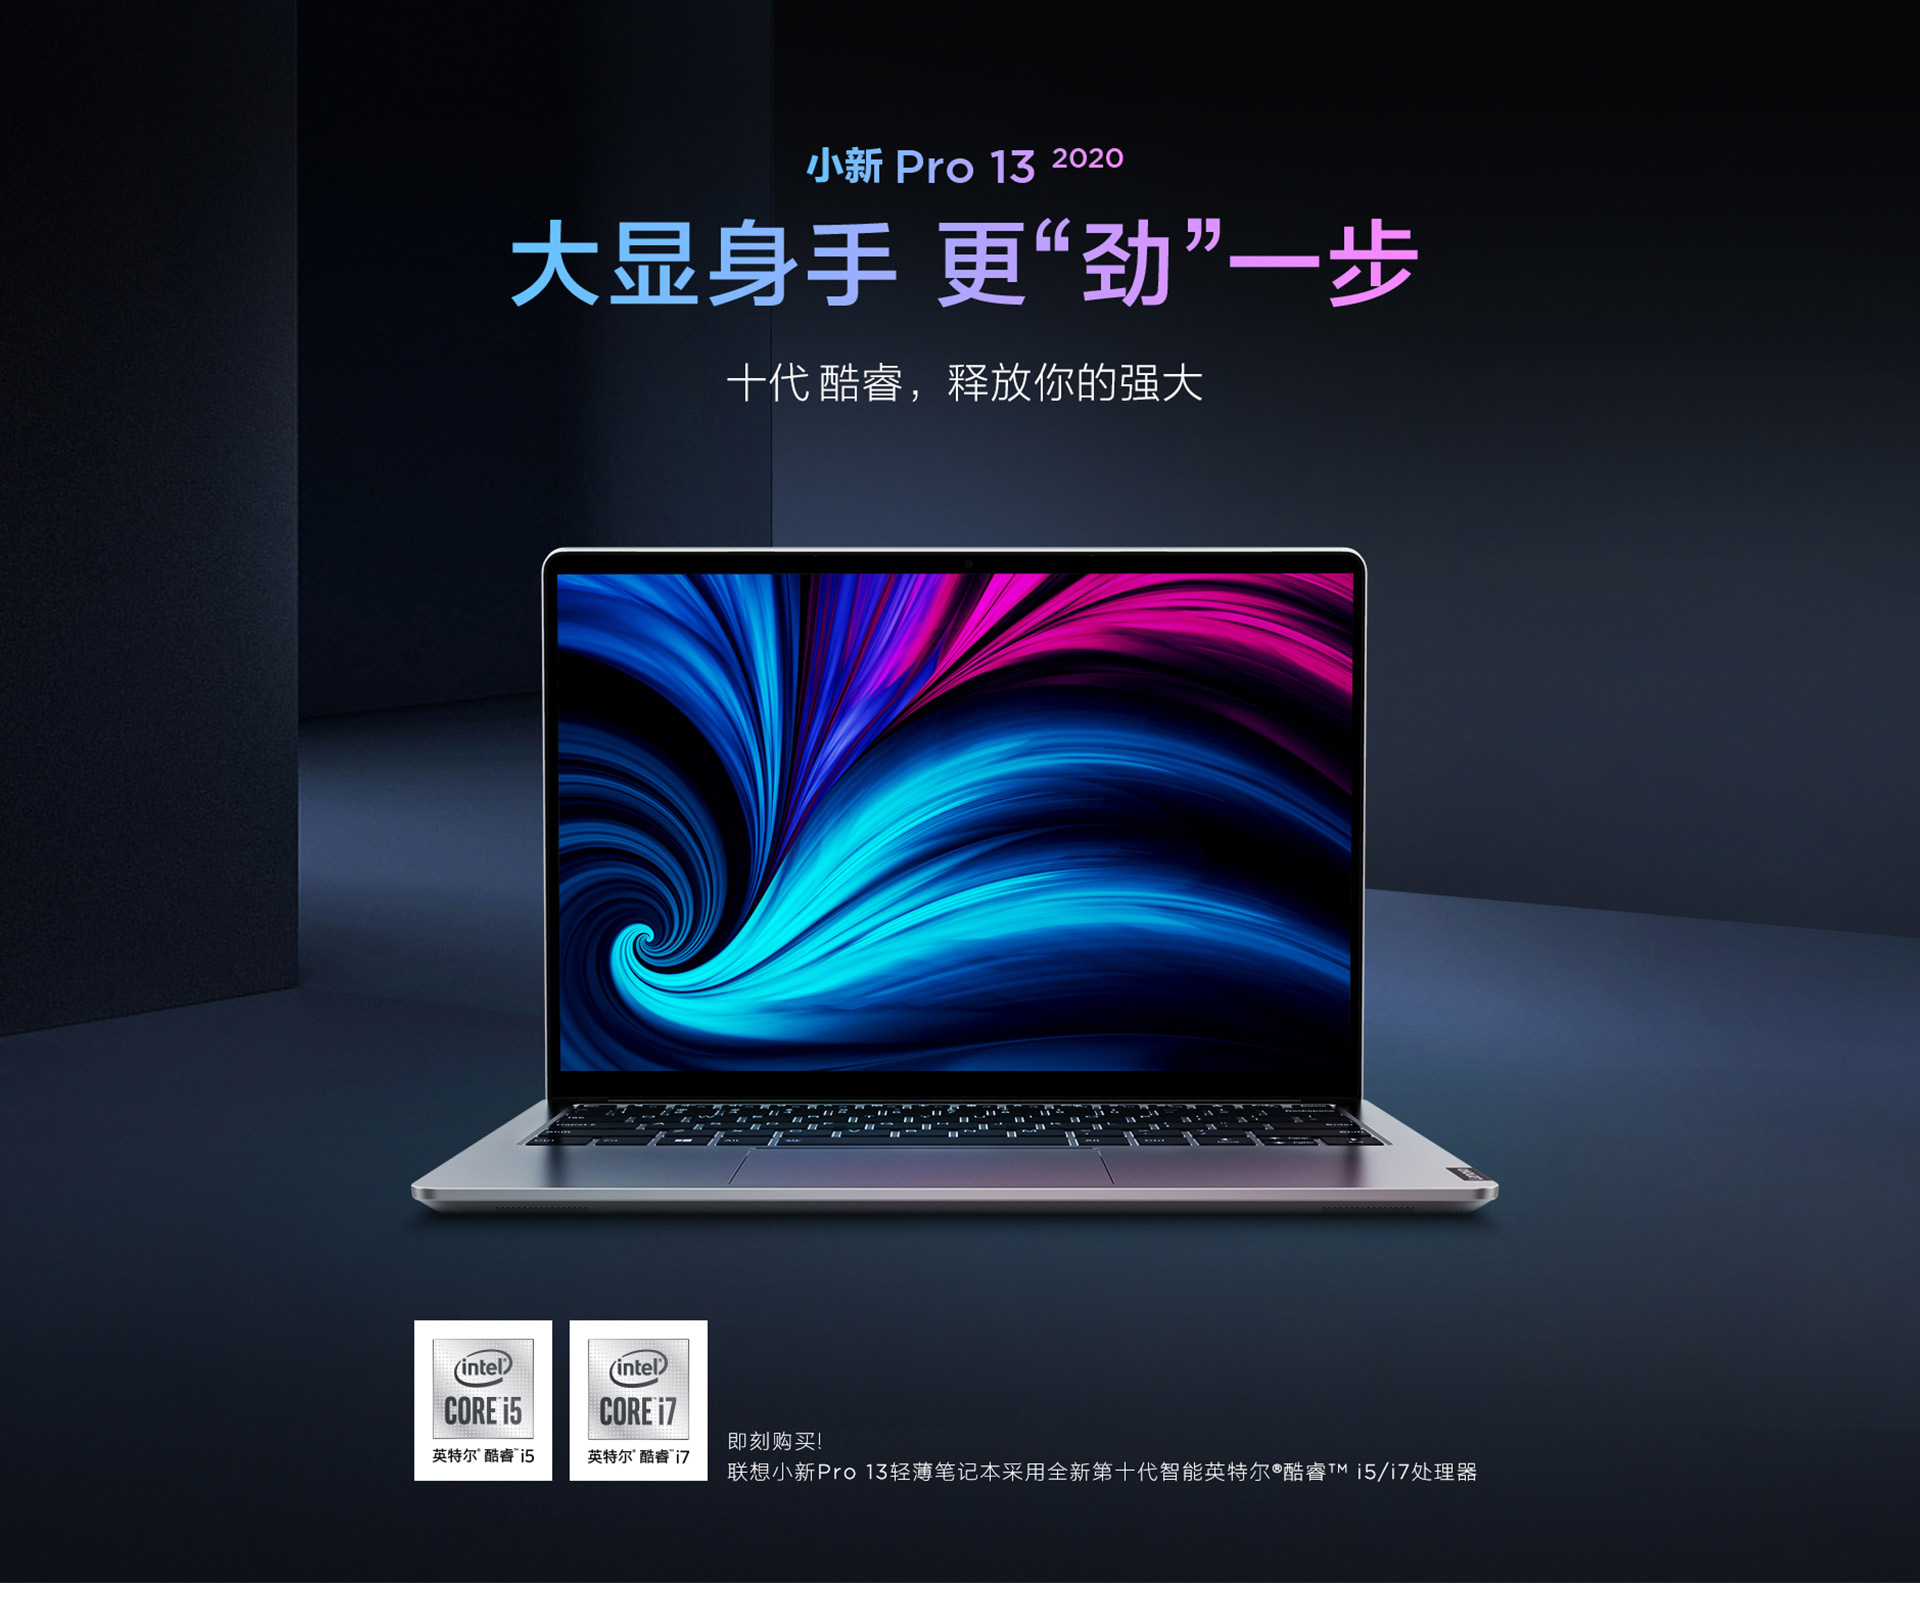 小新 Pro 13 2020
大显身手 更“劲”一步
十代 酷睿，释放你的强大
intel®
CORE™ i5
英特尔® 酷睿™ i5
intel®
CORE™ i7
英特尔® 酷睿™ i7
即刻购买!
联想小新Pro 13轻薄笔记本采用全新第十代智能英特尔®酷睿™ i5/i7处理器